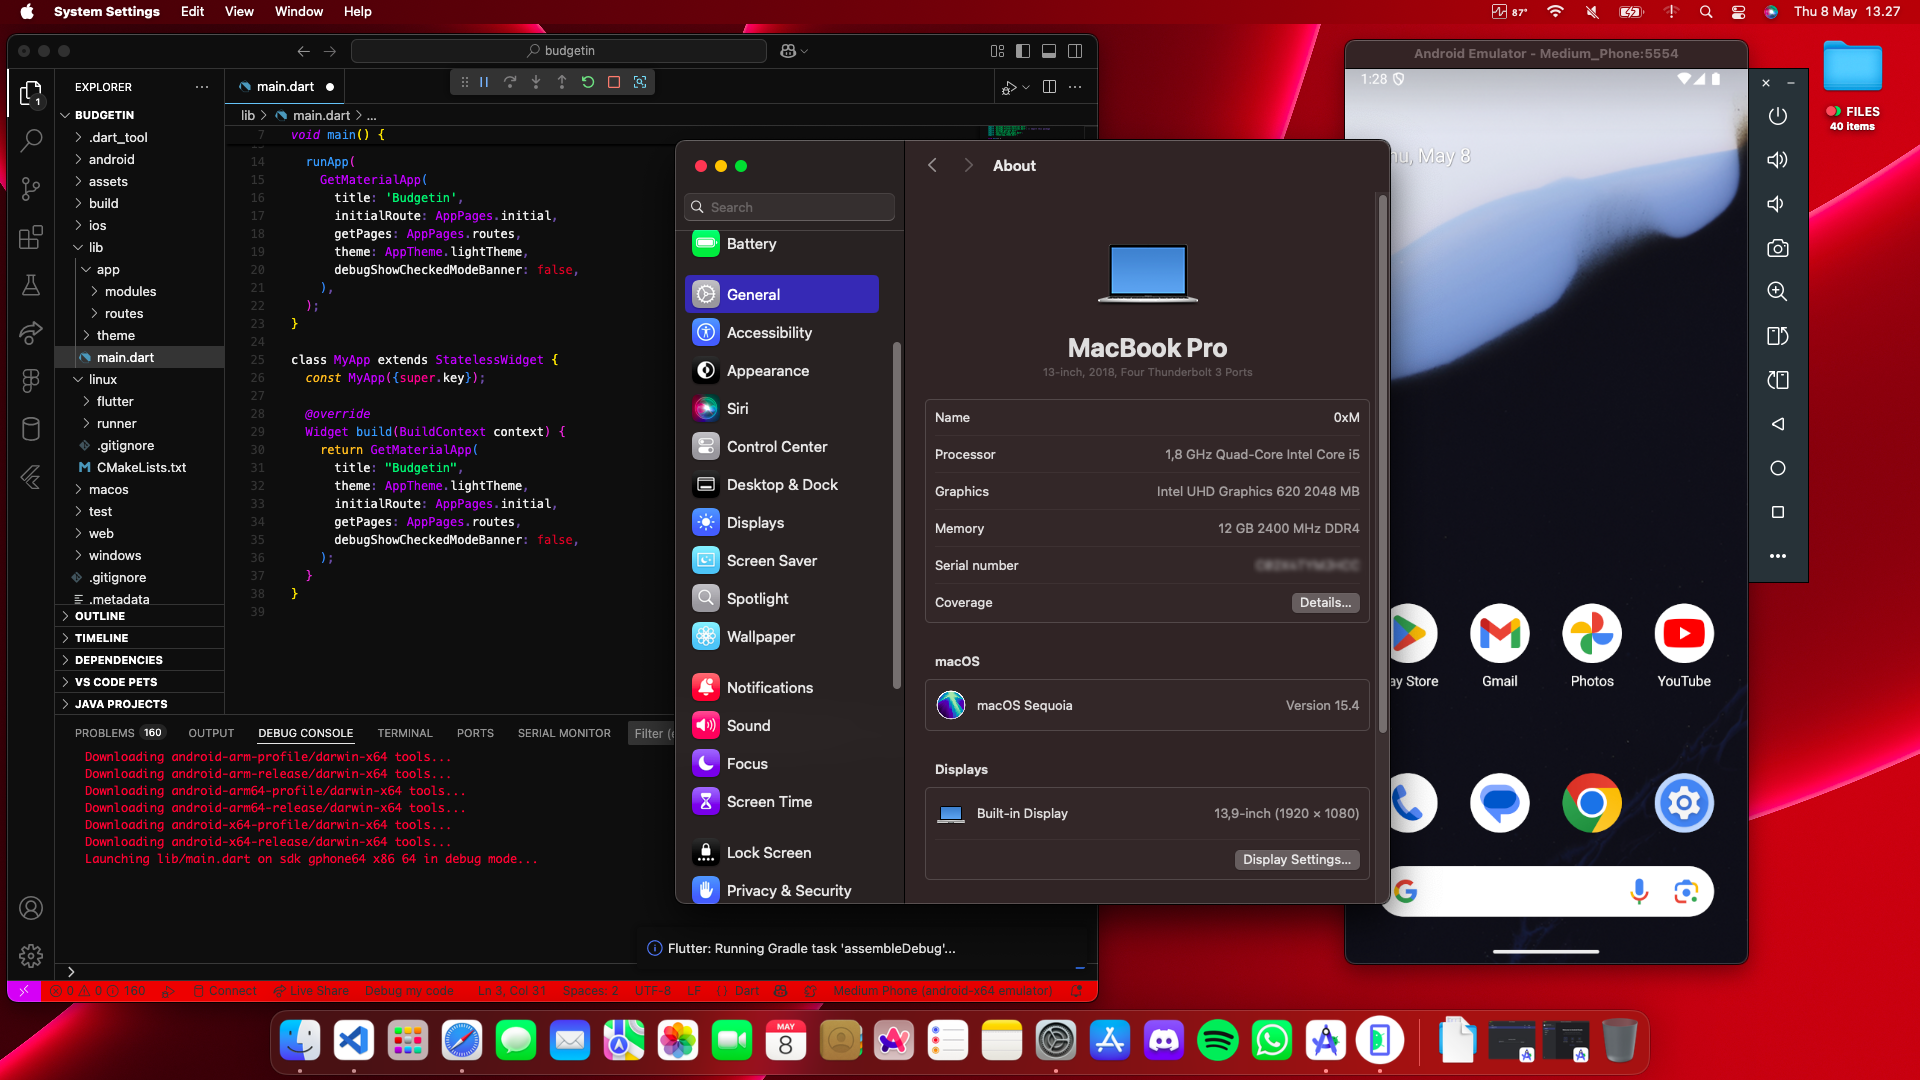 System Settings Edit View Window Help
87°
Thu 8 May 13.27
budgetin
EXPLORER
BUDGETIN
.dart_tool
android
assets
build
ios
lib
app
modules
routes
theme
main.dart
linux
flutter
runner
.gitignore
CMakeLists.txt
macos
test
web
windows
.gitignore
.metadata
OUTLINE
TIMELINE
DEPENDENCIES
VS CODE PETS
JAVA PROJECTS
1
main.dart
lib > main.dart > ...
7 void main() {
14 runApp(
15 GetMaterialApp(
16 title: 'Budgetin',
17 initialRoute: AppPages.initial,
18 getPages: AppPages.routes,
19 theme: AppTheme.lightTheme,
20 debugShowCheckedModeBanner: false,
21 ),
22 );
23 }
24
25 class MyApp extends StatelessWidget {
26 const MyApp({super.key});
27
28 @override
29 Widget build(BuildContext context) {
30 return GetMaterialApp(
31 title: "Budgetin",
32 theme: AppTheme.lightTheme,
33 initialRoute: AppPages.initial,
34 getPages: AppPages.routes,
35 debugShowCheckedModeBanner: false,
36 );
37 }
38 }
39
PROBLEMS 160 OUTPUT DEBUG CONSOLE TERMINAL PORTS SERIAL MONITOR Filter (e
Downloading android-arm-profile/darwin-x64 tools...
Downloading android-arm-release/darwin-x64 tools...
Downloading android-arm64-profile/darwin-x64 tools...
Downloading android-arm64-release/darwin-x64 tools...
Downloading android-x64-profile/darwin-x64 tools...
Downloading android-x64-release/darwin-x64 tools...
Launching lib/main.dart on sdk gphone64 x86 64 in debug mode...
Flutter: Running Gradle task 'assembleDebug'...
0 0 160 Connect Live Share Debug my code Ln 3, Col 31 Spaces: 2 UTF-8 LF {} Dart Medium Phone (android-x64 emulator)
Search
Battery
General
Accessibility
Appearance
Siri
Control Center
Desktop & Dock
Displays
Screen Saver
Spotlight
Wallpaper
Notifications
Sound
Focus
Screen Time
Lock Screen
Privacy & Security
About
MacBook Pro
13-inch, 2018, Four Thunderbolt 3 Ports
Name 0xM
Processor 1,8 GHz Quad-Core Intel Core i5
Graphics Intel UHD Graphics 620 2048 MB
Memory 12 GB 2400 MHz DDR4
Serial number
Coverage Details...
macOS
macOS Sequoia Version 15.4
Displays
Built-in Display 13,9-inch (1920 × 1080)
Display Settings...
Android Emulator - Medium_Phone:5554
1:28
hu, May 8
ay Store
Gmail
Photos
YouTube
FILES
40 items
MAY
8